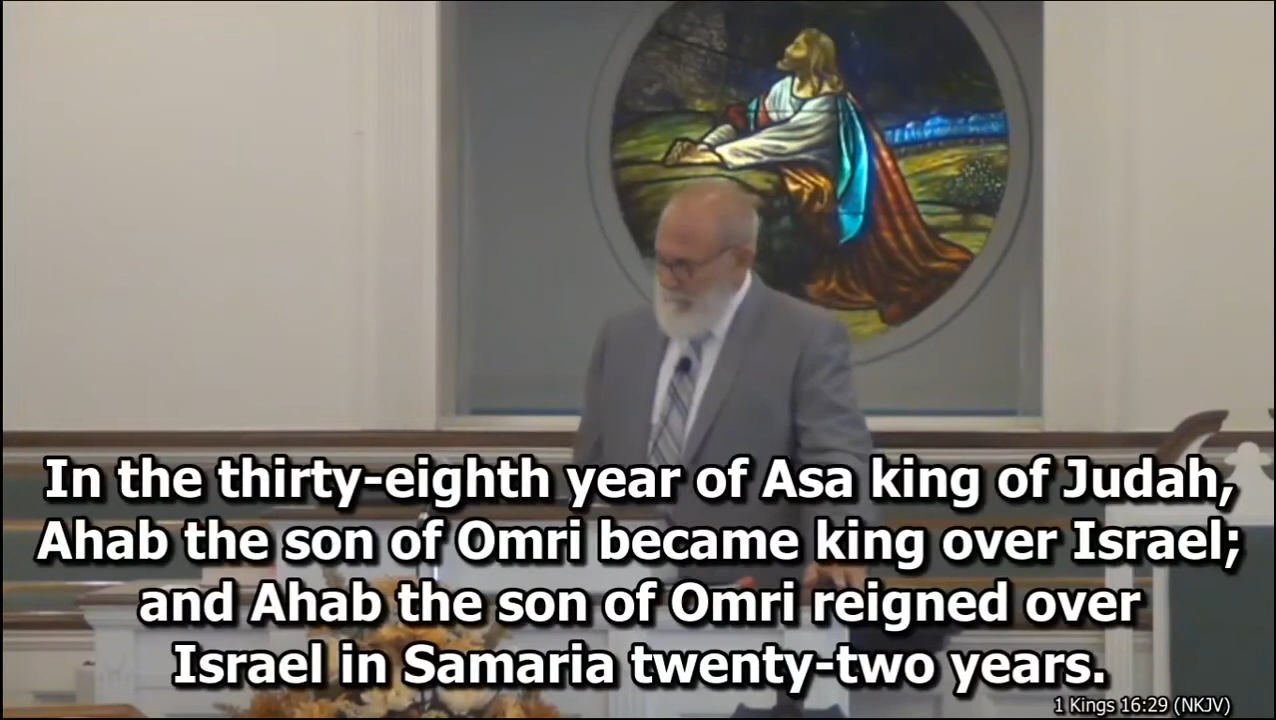 In the thirty-eighth year of Asa king of Judah,
Ahab the son of Omri became king over Israel;
and Ahab the son of Omri reigned over
Israel in Samaria twenty-two years.
1 Kings 16:29 (NKJV)